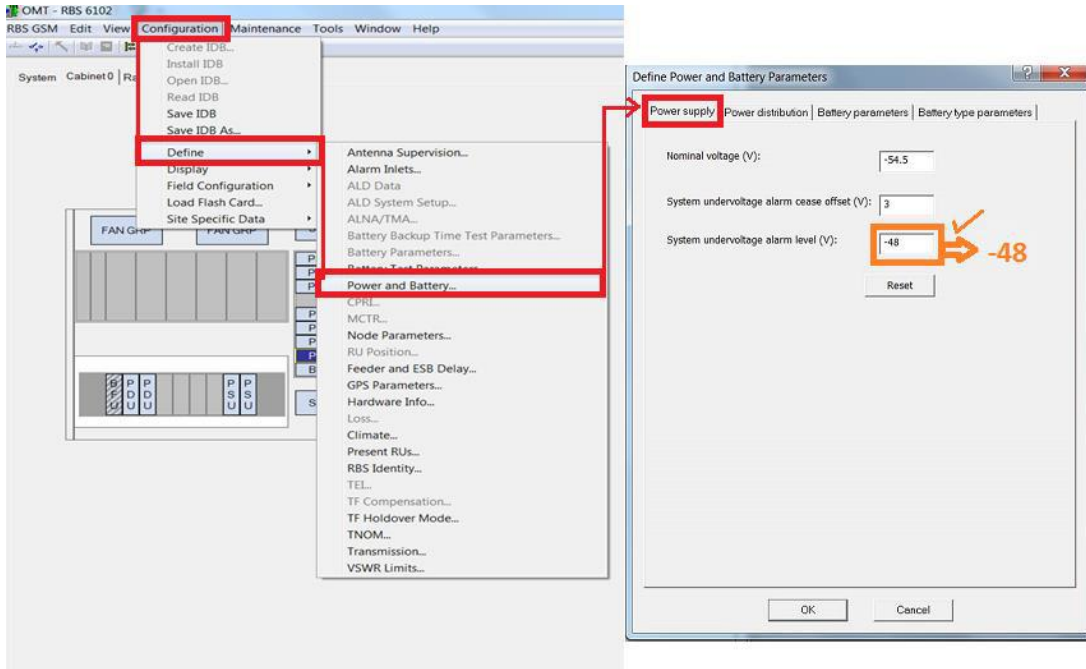 OMT - RBS 6102
RBS GSM Edit View Configuration Maintenance Tools Window Help
Create IDB...
Install IDB
Open IDB...
Read IDB
Save IDB
Save IDB As...
Define
Display
Field Configuration
Load Flash Card...
Site Specific Data
System Cabinet 0 Ra
FAN GRP FAN GRP
P
P
P
P
P
P
P
B
BFU PDU PDU PSU PSU
S
Antenna Supervision...
Alarm Inlets...
ALD Data
ALD System Setup...
ALNA/TMA...
Battery Backup Time Test Parameters...
Battery Parameters...
Battery Test Parameters...
Power and Battery...
CPRI...
MCTR...
Node Parameters...
RU Position...
Feeder and ESB Delay...
GPS Parameters...
Hardware Info...
Loss...
Climate...
Present RUs...
RBS Identity...
TEI...
TF Compensation...
TF Holdover Mode...
TNOM...
Transmission...
VSWR Limits...
Define Power and Battery Parameters
Power supply Power distribution Battery parameters Battery type parameters
Nominal voltage (V): -54.5
System undervoltage alarm cease offset (V): 3
System undervoltage alarm level (V): -48 -48
Reset
OK Cancel